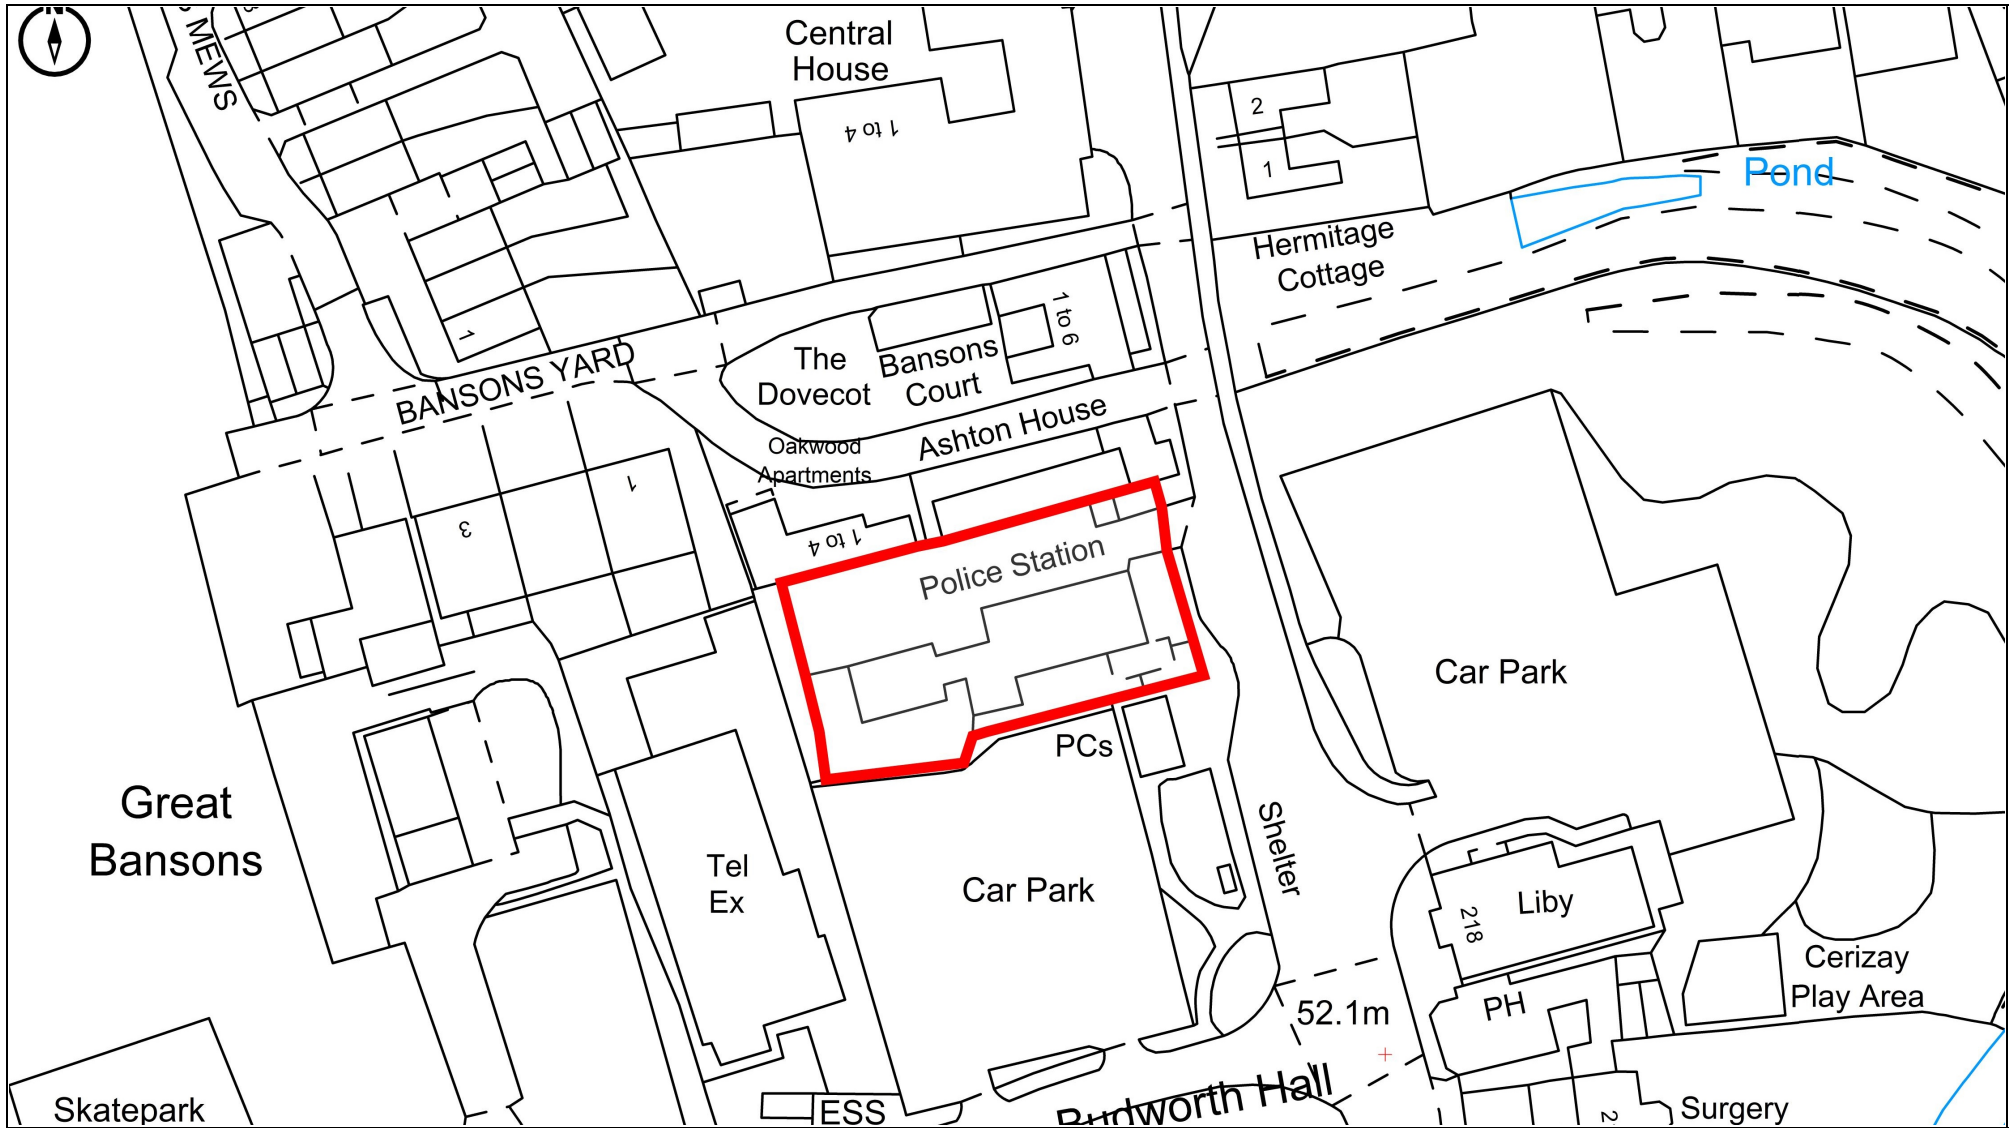 N
MEWS
Central
House
1 to 4
2
1
Pond
Hermitage
Cottage
1
BANSONS YARD
The
Dovecot
Bansons
Court
1 to 6
Ashton House
Oakwood
Apartments
1 to 4
3
1
Police Station
Car Park
PCs
Great
Bansons
Tel
Ex
Car Park
Shelter
Liby
218
Cerizay
Play Area
PH
52.1m
Skatepark
ESS
Budworth Hall
Surgery